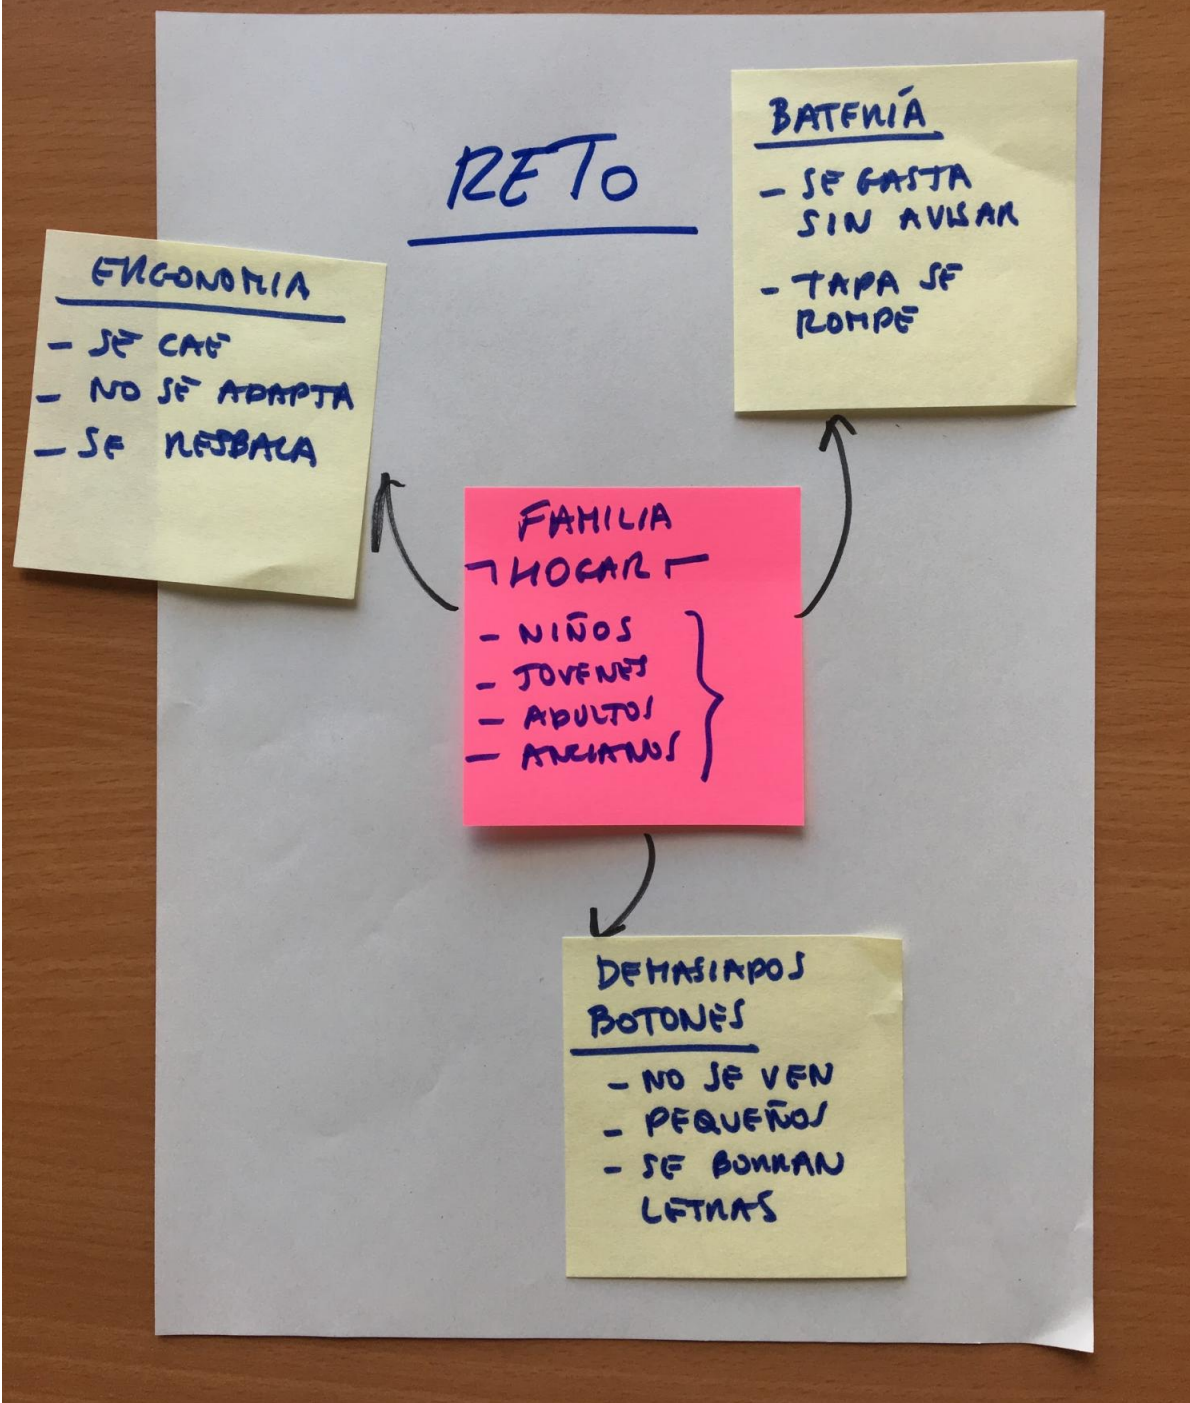 RETO
BATERÍA
- SE GASTA
SIN AVISAR
- TAPA SE
ROMPE
ERGONOMIA
- SE CAE
- NO SE ADAPTA
- SE RESBALA
FAMILIA
HOGAR
- NIÑOS
- JOVENES
- ADULTOS
- ANCIANOS
DEMASIADOS
BOTONES
- NO SE VEN
- PEQUEÑOS
- SE BORRAN
LETRAS